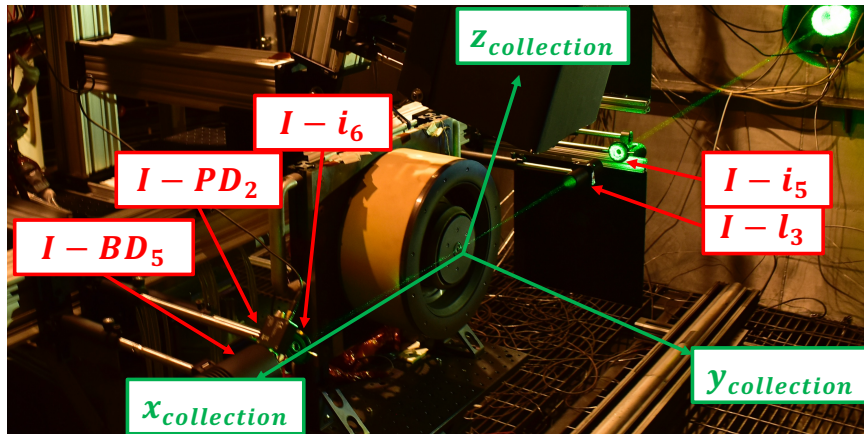 z_collection
I − i_6
I − PD_2
I − i_5
I − l_3
I − BD_5
x_collection
y_collection